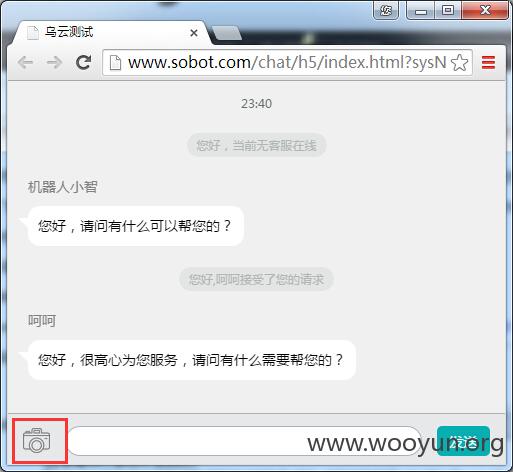 您
乌云测试
www.sobot.com/chat/h5/index.html?sysN
23:40
您好，当前无客服在线
机器人小智
您好，请问有什么可以帮您的？
您好,呵呵接受了您的请求
呵呵
您好，很高心为您服务，请问有什么需要帮您的？
发送
www.wooyun.org